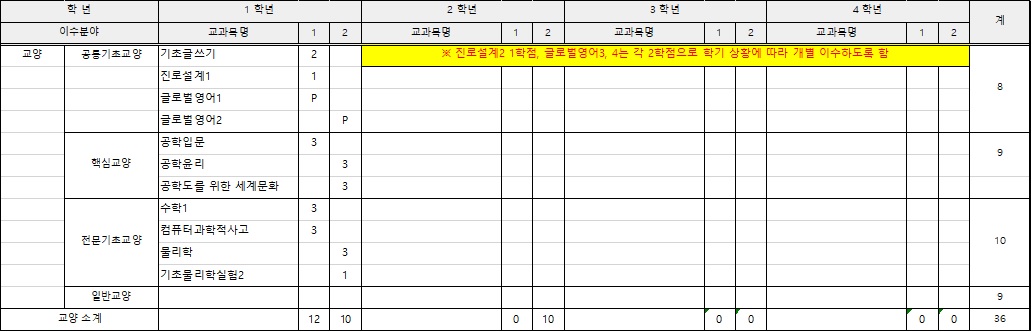 학 년 1 학년 2 학년 3 학년 4 학년 계
이수분야 교과목명 1 2 교과목명 1 2 교과목명 1 2 교과목명 1 2
교양 공통기초교양 기초글쓰기 2 ※ 진로설계2 1학점, 글로벌영어3, 4는 각 2학점으로 학기 상황에 따라 개별 이수하도록 함 8
진로설계1 1
글로벌영어1 P
글로벌영어2 P
핵심교양 공학입문 3 9
공학윤리 3
공학도를 위한 세계문화 3
전문기초교양 수학1 3 10
컴퓨터과학적사고 3
물리학 3
기초물리학실험2 1
일반교양 9
교양 소계 12 10 0 10 0 0 0 0 36